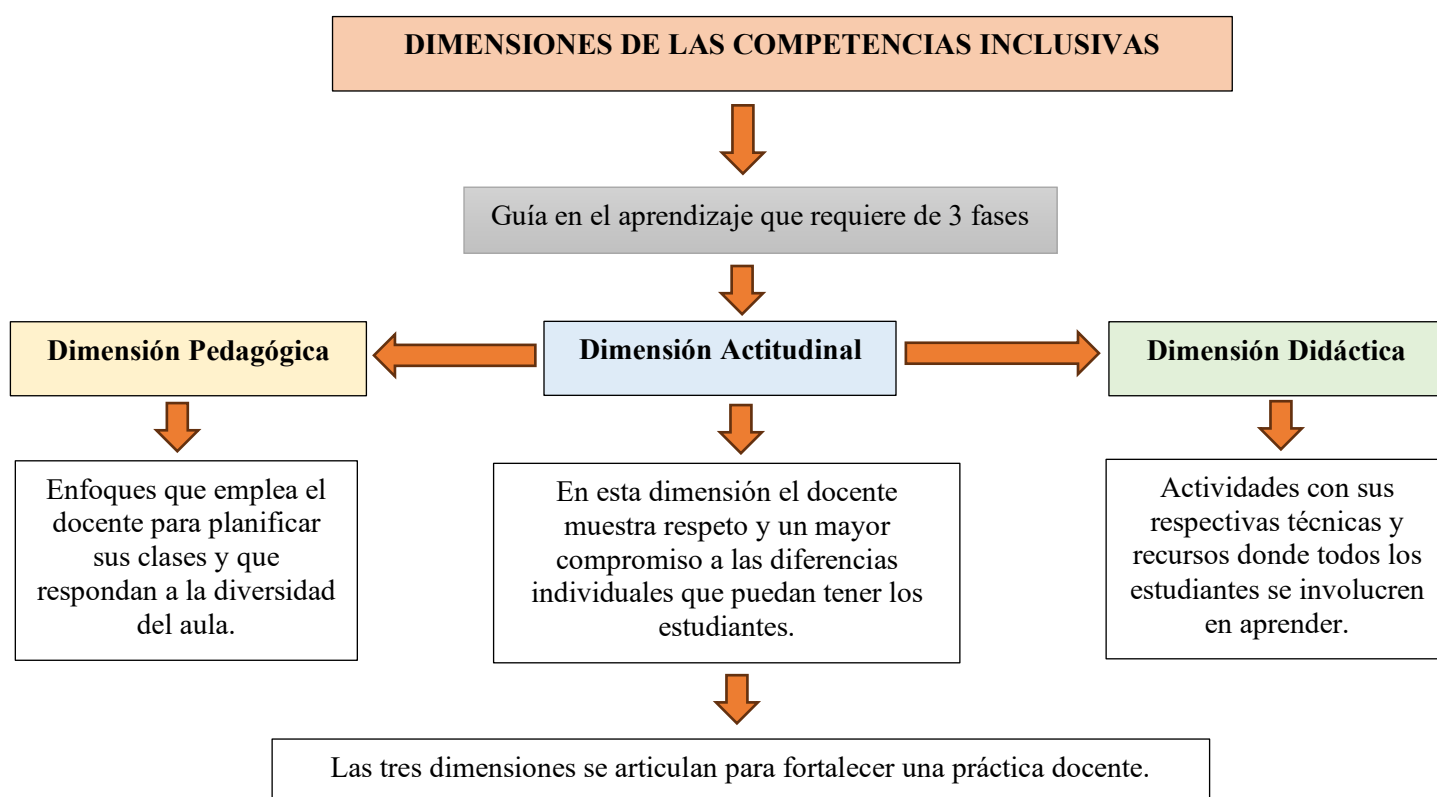 DIMENSIONES DE LAS COMPETENCIAS INCLUSIVAS
Guía en el aprendizaje que requiere de 3 fases
Dimensión Pedagógica
Dimensión Actitudinal
Dimensión Didáctica
Enfoques que emplea el
docente para planificar
sus clases y que
respondan a la diversidad
del aula.
En esta dimensión el docente
muestra respeto y un mayor
compromiso a las diferencias
individuales que puedan tener los
estudiantes.
Actividades con sus
respectivas técnicas y
recursos donde todos los
estudiantes se involucren
en aprender.
Las tres dimensiones se articulan para fortalecer una práctica docente.